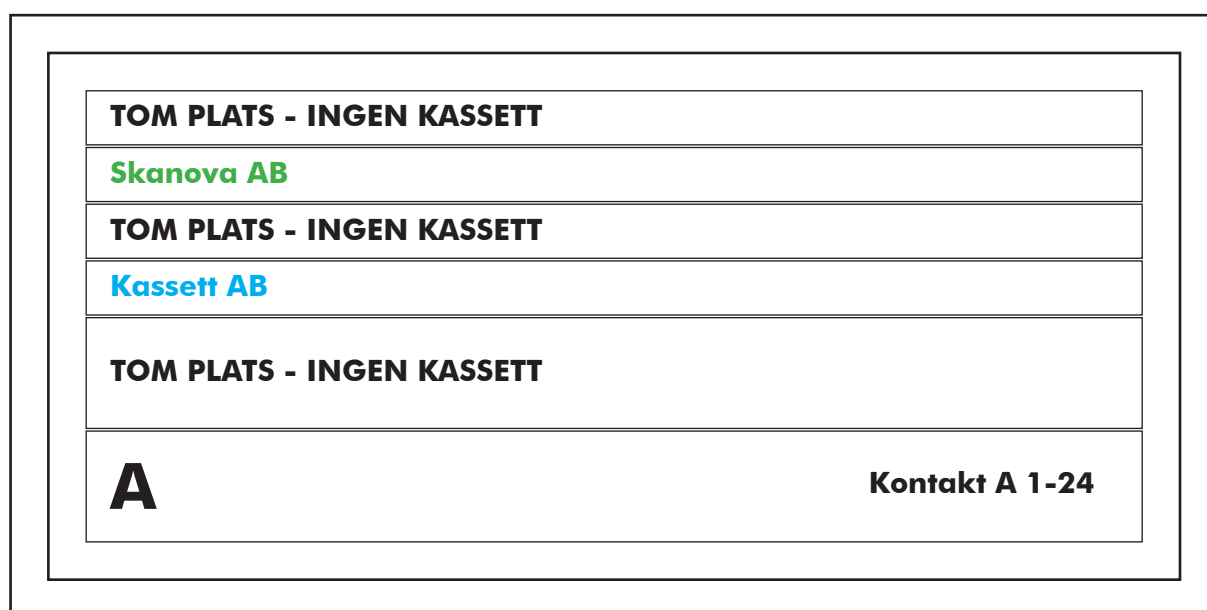 TOM PLATS - INGEN KASSETT
Skanova AB
TOM PLATS - INGEN KASSETT
Kassett AB
TOM PLATS - INGEN KASSETT
A Kontakt A 1-24